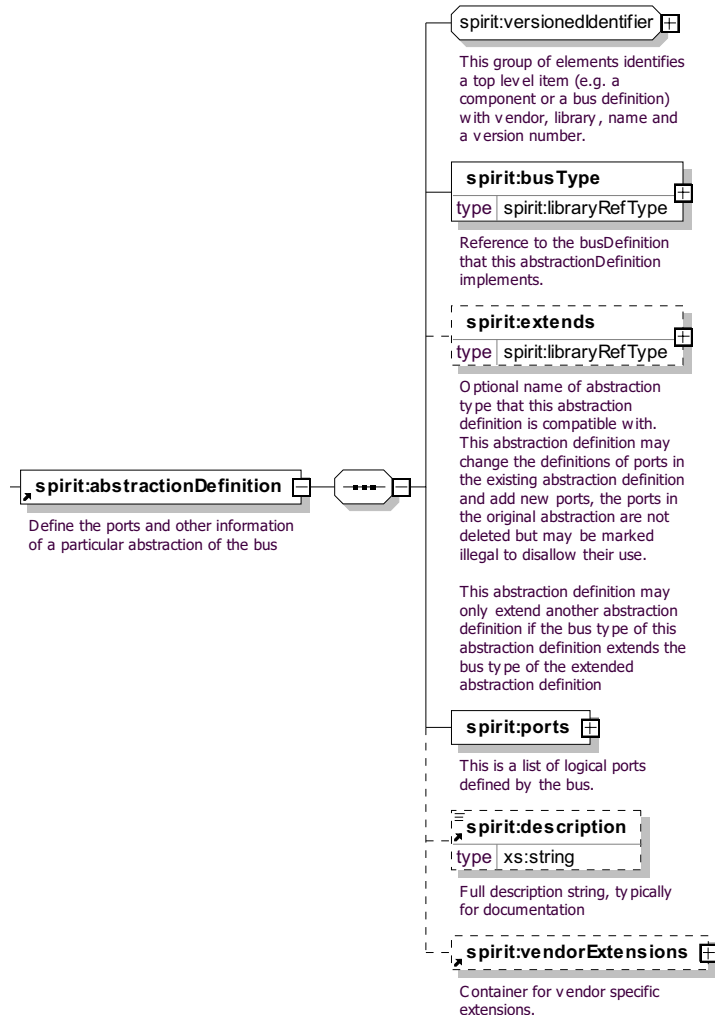 spirit:versionedIdentifier
This group of elements identifies
a top level item (e.g. a
component or a bus definition)
with vendor, library, name and
a version number.
spirit:busType
type spirit:libraryRefType
Reference to the busDefinition
that this abstractionDefinition
implements.
spirit:extends
type spirit:libraryRefType
Optional name of abstraction
type that this abstraction
definition is compatible with.
This abstraction definition may
change the definitions of ports in
the existing abstraction definition
and add new ports, the ports in
the original abstraction are not
deleted but may be marked
illegal to disallow their use.
This abstraction definition may
only extend another abstraction
definition if the bus type of this
abstraction definition extends the
bus type of the extended
abstraction definition
spirit:abstractionDefinition
Define the ports and other information
of a particular abstraction of the bus
spirit:ports
This is a list of logical ports
defined by the bus.
spirit:description
type xs:string
Full description string, typically
for documentation
spirit:vendorExtensions
Container for vendor specific
extensions.